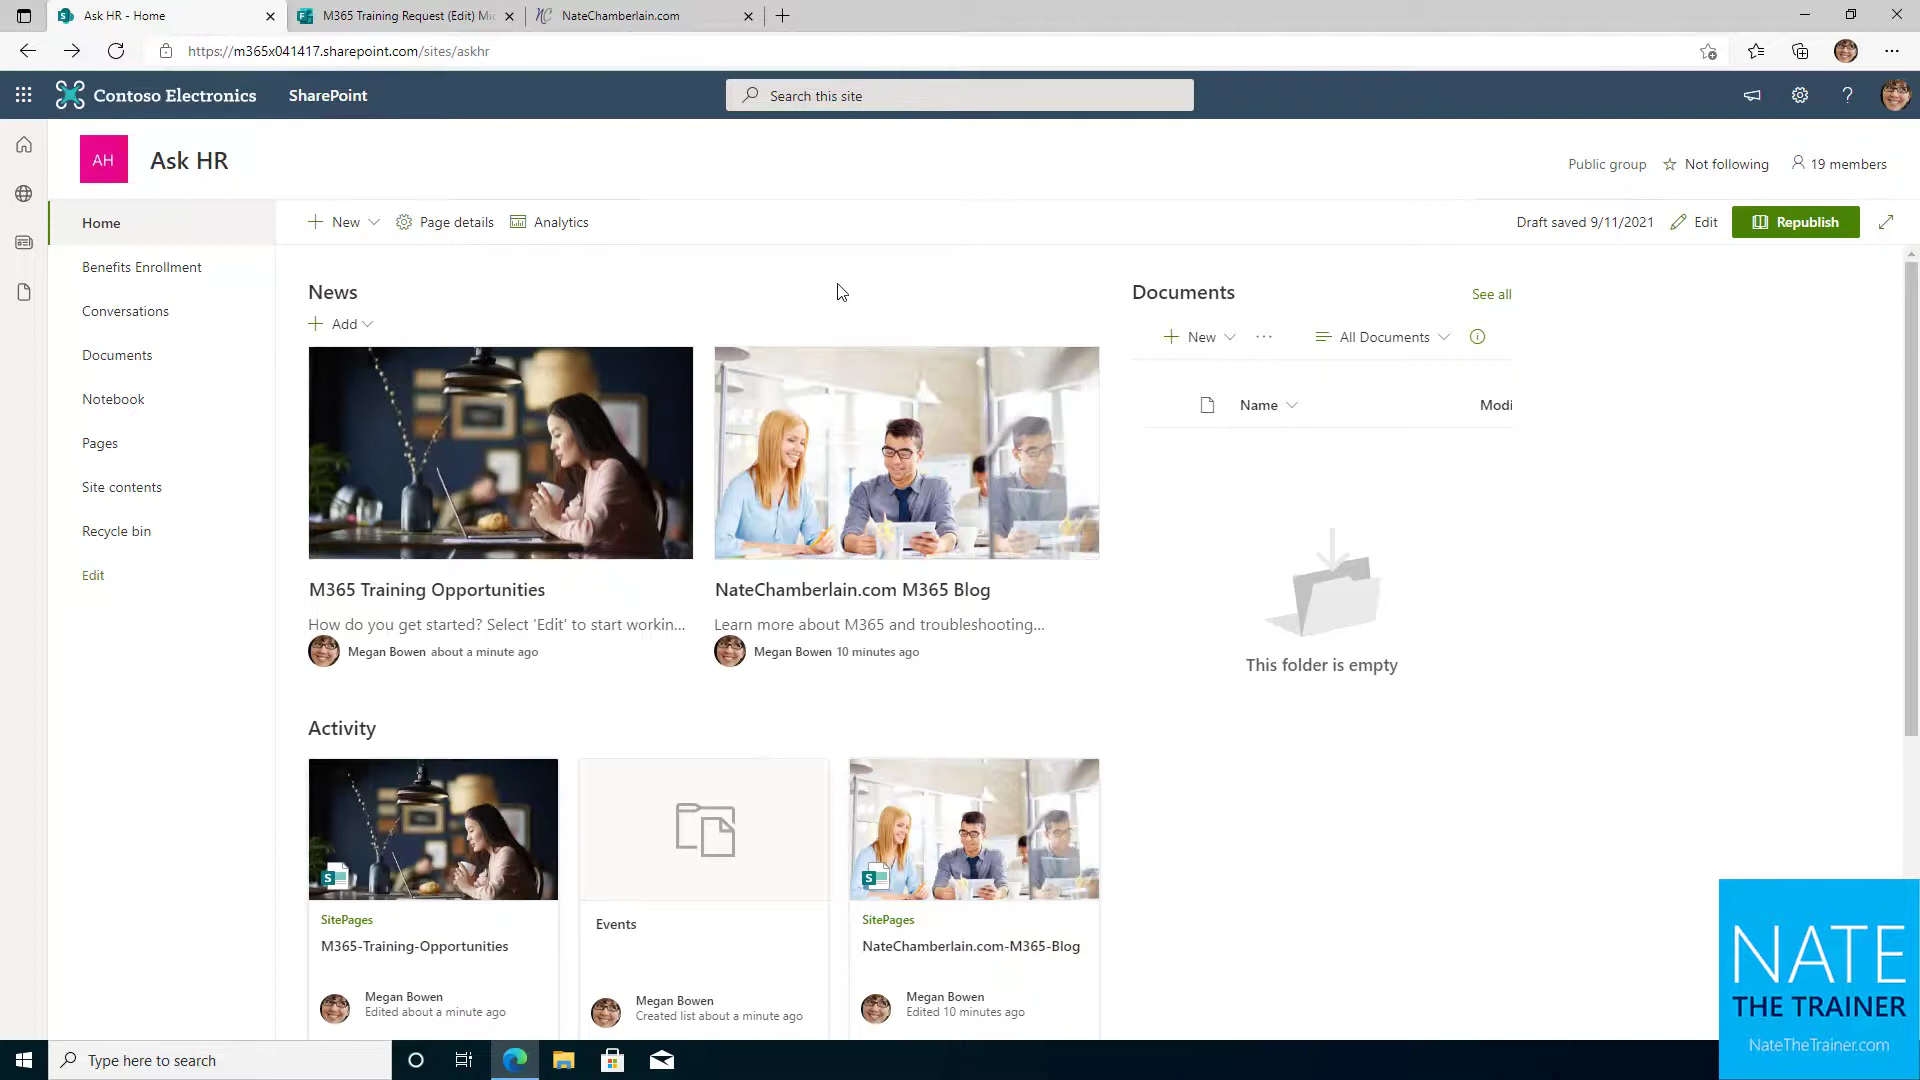 Ask HR - Home
M365 Training Request (Edit) Mi
NateChamberlain.com
https://m365x041417.sharepoint.com/sites/askhr
Contoso Electronics
SharePoint
Search this site
AH
Ask HR
Public group
Not following
19 members
Home
New
Page details
Analytics
Draft saved 9/11/2021
Edit
Republish
Benefits Enrollment
Conversations
Documents
Notebook
Pages
Site contents
Recycle bin
Edit
News
Add
M365 Training Opportunities
How do you get started? Select 'Edit' to start workin...
Megan Bowen about a minute ago
NateChamberlain.com M365 Blog
Learn more about M365 and troubleshooting...
Megan Bowen 10 minutes ago
Documents
See all
New
All Documents
Name
Modi
This folder is empty
Activity
SitePages
M365-Training-Opportunities
Megan Bowen
Edited about a minute ago
Events
Megan Bowen
Created list about a minute ago
SitePages
NateChamberlain.com-M365-Blog
Megan Bowen
Edited 10 minutes ago
NATE
THE TRAINER
NateTheTrainer.com
Type here to search